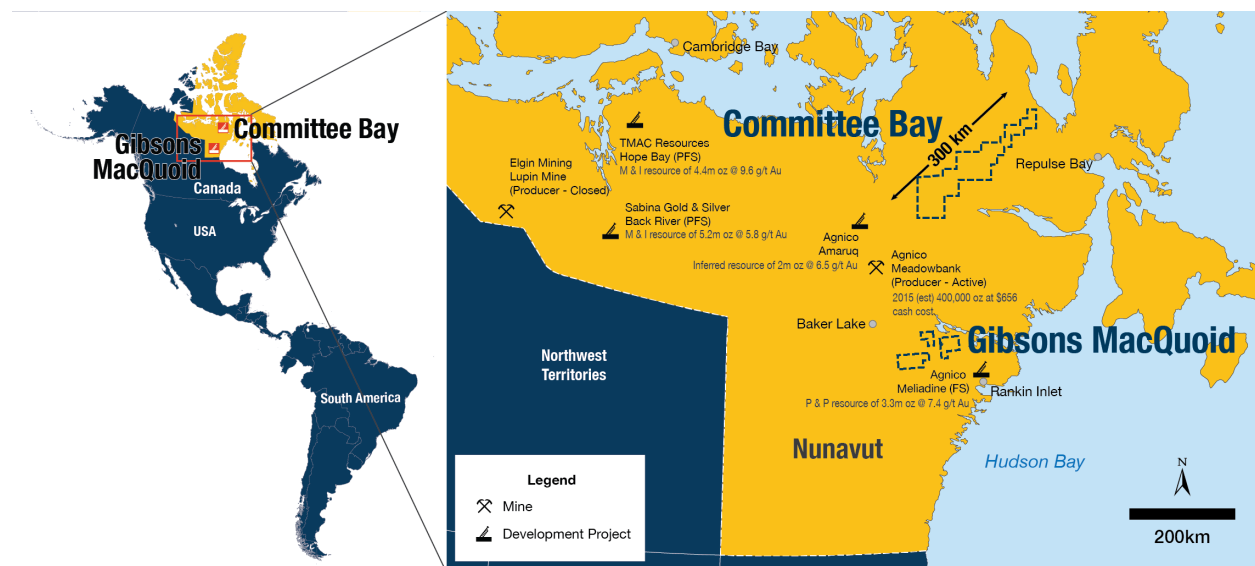 Committee Bay
Gibsons
MacQuoid
Canada
USA
South America
Cambridge Bay
Committee Bay
300 km
Repulse Bay
TMAC Resources
Hope Bay (PFS)
M & I resource of 4.4m oz @ 9.6 g/t Au
Elgin Mining
Lupin Mine
(Producer - Closed)
Sabina Gold & Silver
Back River (PFS)
M & I resource of 5.2m oz @ 5.8 g/t Au
Agnico
Amaruq
Inferred resource of 2m oz @ 6.5 g/t Au
Agnico
Meadowbank
(Producer - Active)
2015 (est) 400,000 oz at $656
cash cost.
Baker Lake
Gibsons MacQuoid
Agnico
Meliadine (FS)
P & P resource of 3.3m oz @ 7.4 g/t Au
Rankin Inlet
Northwest
Territories
Nunavut
Hudson Bay
Legend
Mine
Development Project
N
200km